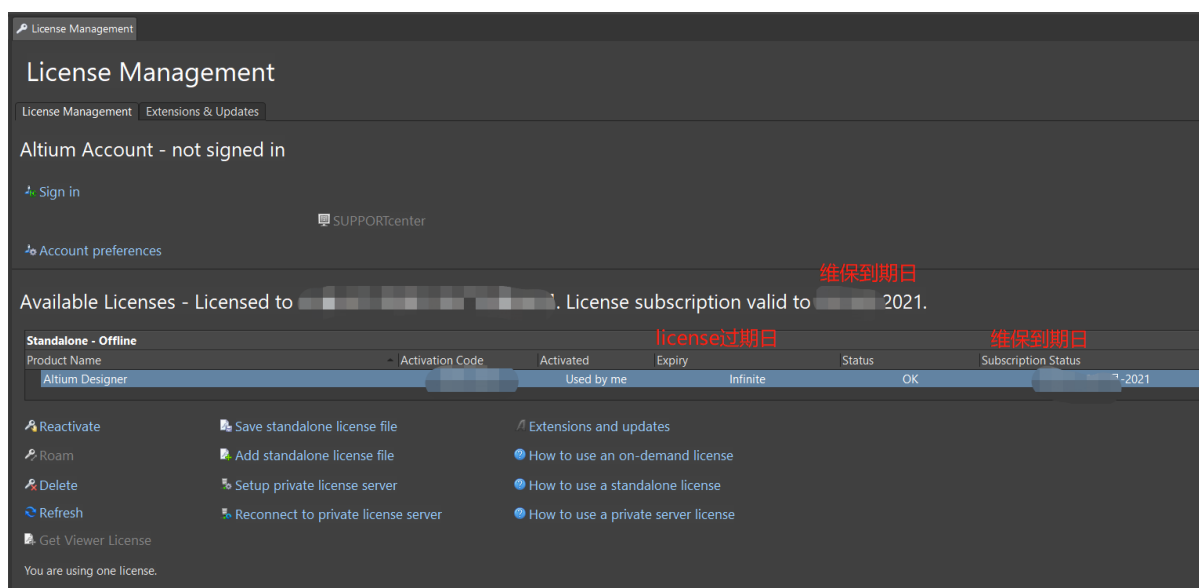 License Management
License Management
License Management Extensions & Updates
Altium Account - not signed in
Sign in
SUPPORTcenter
Account preferences
维保到期日
Available Licenses - Licensed to . License subscription valid to 2021.
license过期日 维保到期日
Standalone - Offline
Product Name Activation Code Activated Expiry Status Subscription Status
Altium Designer Used by me Infinite OK -2021
Reactivate Save standalone license file Extensions and updates
Roam Add standalone license file How to use an on-demand license
Delete Setup private license server How to use a standalone license
Refresh Reconnect to private license server How to use a private server license
Get Viewer License
You are using one license.